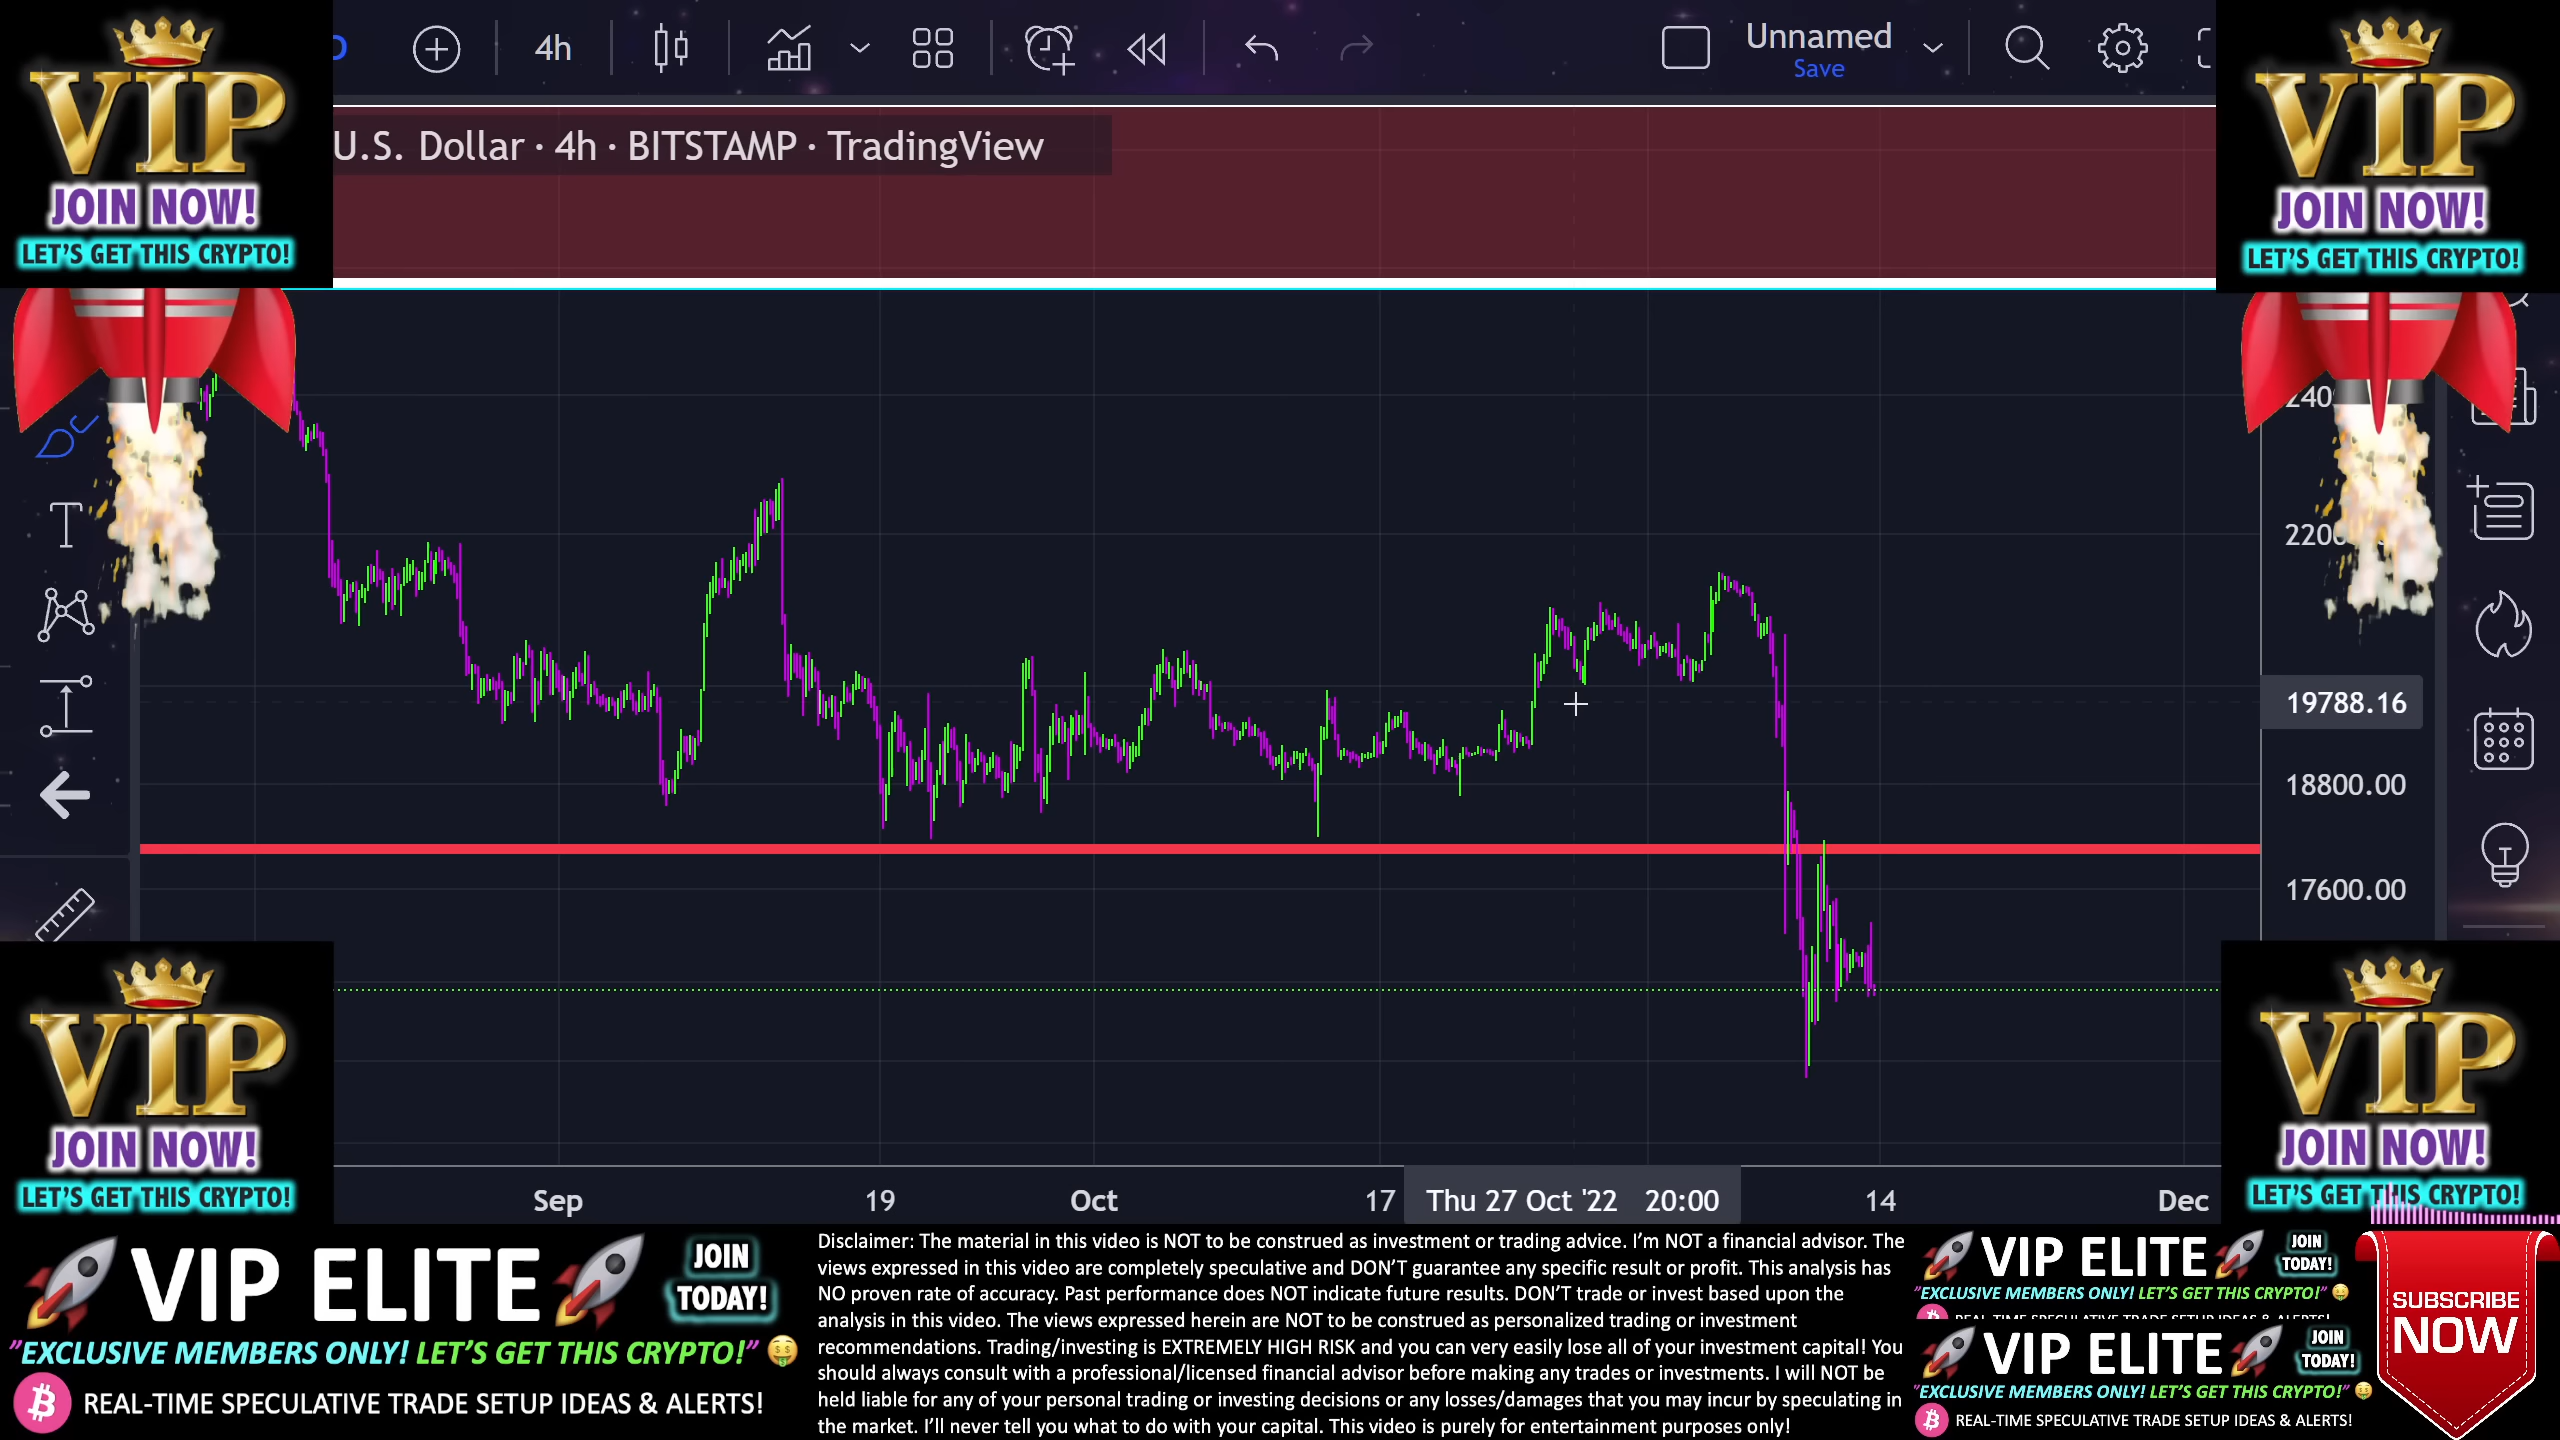 VIP
JOIN NOW!
LET'S GET THIS CRYPTO!
4h
Unnamed
Save
VIP
JOIN NOW!
LET'S GET THIS CRYPTO!
U.S. Dollar · 4h · BITSTAMP · TradingView
19788.16
18800.00
17600.00
VIP
JOIN NOW!
LET'S GET THIS CRYPTO!
VIP
JOIN NOW!
LET'S GET THIS CRYPTO!
Sep 19 Oct 17 Thu 27 Oct '22 20:00 14 Dec
VIP ELITE
JOIN
TODAY!
"EXCLUSIVE MEMBERS ONLY! LET'S GET THIS CRYPTO!"
REAL-TIME SPECULATIVE TRADE SETUP IDEAS & ALERTS!
Disclaimer: The material in this video is NOT to be construed as investment or trading advice. I'm NOT a financial advisor. The
views expressed in this video are completely speculative and DON'T guarantee any specific result or profit. This analysis has
NO proven rate of accuracy. Past performance does NOT indicate future results. DON'T trade or invest based upon the
analysis in this video. The views expressed herein are NOT to be construed as personalized trading or investment
recommendations. Trading/investing is EXTREMELY HIGH RISK and you can very easily lose all of your investment capital! You
should always consult with a professional/licensed financial advisor before making any trades or investments. I will NOT be
held liable for any of your personal trading or investing decisions or any losses/damages that you may incur by speculating in
the market. I'll never tell you what to do with your capital. This video is purely for entertainment purposes only!
VIP ELITE
JOIN
TODAY!
"EXCLUSIVE MEMBERS ONLY! LET'S GET THIS CRYPTO!"
VIP ELITE
JOIN
TODAY!
"EXCLUSIVE MEMBERS ONLY! LET'S GET THIS CRYPTO!"
REAL-TIME SPECULATIVE TRADE SETUP IDEAS & ALERTS!
SUBSCRIBE
NOW